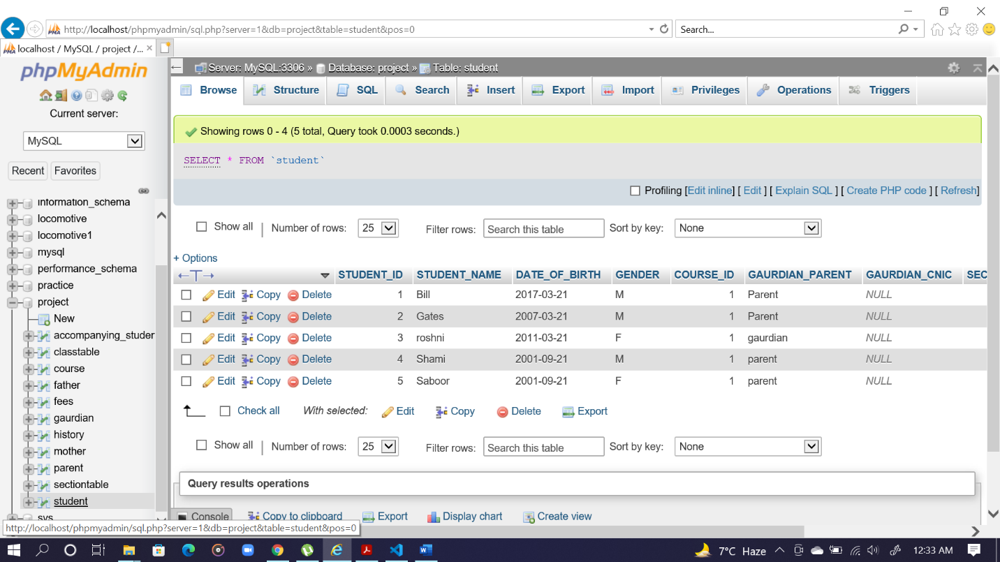 http://localhost/phpmyadmin/sql.php?server=1&db=project&table=student&pos=0
Search...
localhost / MySQL / project /...
phpMyAdmin
Current server:
MySQL
Recent Favorites
information_schema
locomotive
locomotive1
mysql
performance_schema
practice
project
New
accompanying_studer
classtable
course
father
fees
gaurdian
history
mother
parent
sectiontable
student
sys
Server: MySQL:3306 » Database: project » Table: student
Browse Structure SQL Search Insert Export Import Privileges Operations Triggers
Showing rows 0 - 4 (5 total, Query took 0.0003 seconds.)
SELECT * FROM `student`
Profiling [Edit inline] [ Edit ] [ Explain SQL ] [ Create PHP code ] [ Refresh]
Show all | Number of rows: 25 Filter rows: Search this table Sort by key: None
+ Options
←T→ STUDENT_ID STUDENT_NAME DATE_OF_BIRTH GENDER COURSE_ID GAURDIAN_PARENT GAURDIAN_CNIC SEC
Edit Copy Delete 1 Bill 2017-03-21 M 1 Parent NULL
Edit Copy Delete 2 Gates 2007-03-21 M 1 Parent NULL
Edit Copy Delete 3 roshni 2011-03-21 F 1 gaurdian NULL
Edit Copy Delete 4 Shami 2001-09-21 M 1 parent NULL
Edit Copy Delete 5 Saboor 2001-09-21 F 1 parent NULL
Check all With selected: Edit Copy Delete Export
Show all | Number of rows: 25 Filter rows: Search this table Sort by key: None
Query results operations
Console Copy to clipboard Export Display chart Create view
http://localhost/phpmyadmin/sql.php?server=1&db=project&table=student&pos=0
7°C Haze 12:33 AM